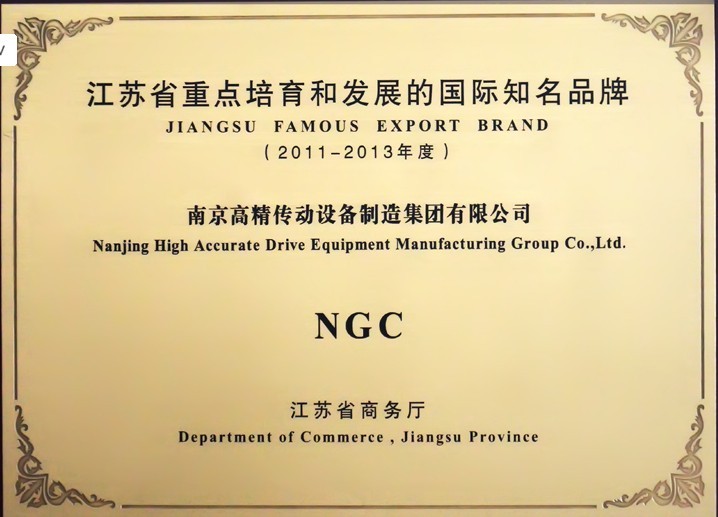 江苏省重点培育和发展的国际知名品牌
JIANGSU FAMOUS EXPORT BRAND
（2011-2013年度）
南京高精传动设备制造集团有限公司
Nanjing High Accurate Drive Equipment Manufacturing Group Co.,Ltd.
NGC
江苏省商务厅
Department of Commerce , Jiangsu Province